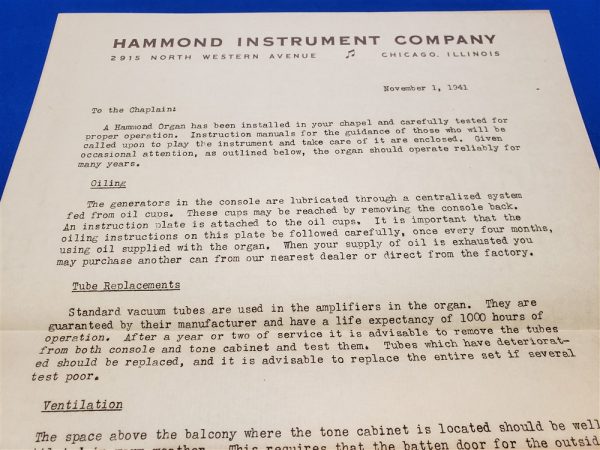 HAMMOND INSTRUMENT COMPANY
2915 NORTH WESTERN AVENUE CHICAGO, ILLINOIS
November 1, 1941
To the Chaplain:
A Hammond Organ has been installed in your chapel and carefully tested for
proper operation. Instruction manuals for the guidance of those who will be
called upon to play the instrument and take care of it are enclosed. Given
occasional attention, as outlined below, the organ should operate reliably for
many years.
Oiling
The generators in the console are lubricated through a centralized system
fed from oil cups. These cups may be reached by removing the console back.
An instruction plate is attached to the oil cups. It is important that the
oiling instructions on this plate be followed carefully, once every four months,
using oil supplied with the organ. When your supply of oil is exhausted you
may purchase another can from our nearest dealer or direct from the factory.
Tube Replacements
Standard vacuum tubes are used in the amplifiers in the organ. They are
guaranteed by their manufacturer and have a life expectancy of 1000 hours of
operation. After a year or two of service it is advisable to remove the tubes
from both console and tone cabinet and test them. Tubes which have deteriorat-
ed should be replaced, and it is advisable to replace the entire set if several
test poor.
Ventilation
The space above the balcony where the tone cabinet is located should be well
in warm weather. This requires that the batten door for the outsid